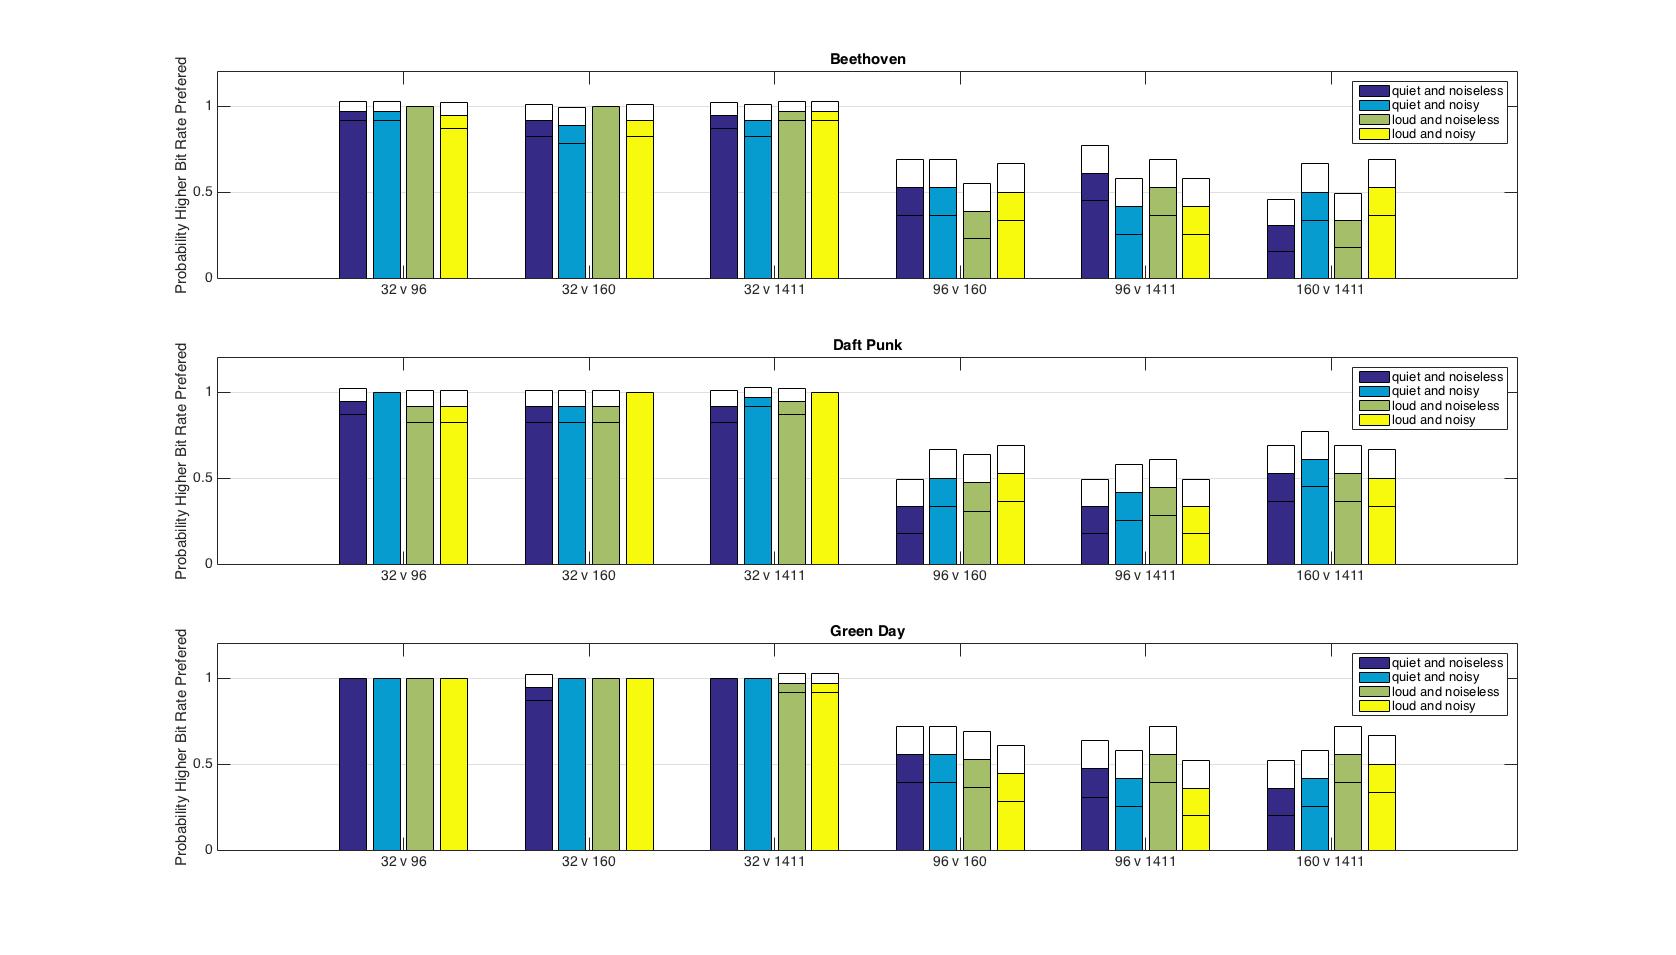 Beethoven
Probability Higher Bit Rate Prefered
1
0.5
0
quiet and noiseless
quiet and noisy
loud and noiseless
loud and noisy
32 v 96
32 v 160
32 v 1411
96 v 160
96 v 1411
160 v 1411
Daft Punk
Probability Higher Bit Rate Prefered
1
0.5
0
quiet and noiseless
quiet and noisy
loud and noiseless
loud and noisy
32 v 96
32 v 160
32 v 1411
96 v 160
96 v 1411
160 v 1411
Green Day
Probability Higher Bit Rate Prefered
1
0.5
0
quiet and noiseless
quiet and noisy
loud and noiseless
loud and noisy
32 v 96
32 v 160
32 v 1411
96 v 160
96 v 1411
160 v 1411